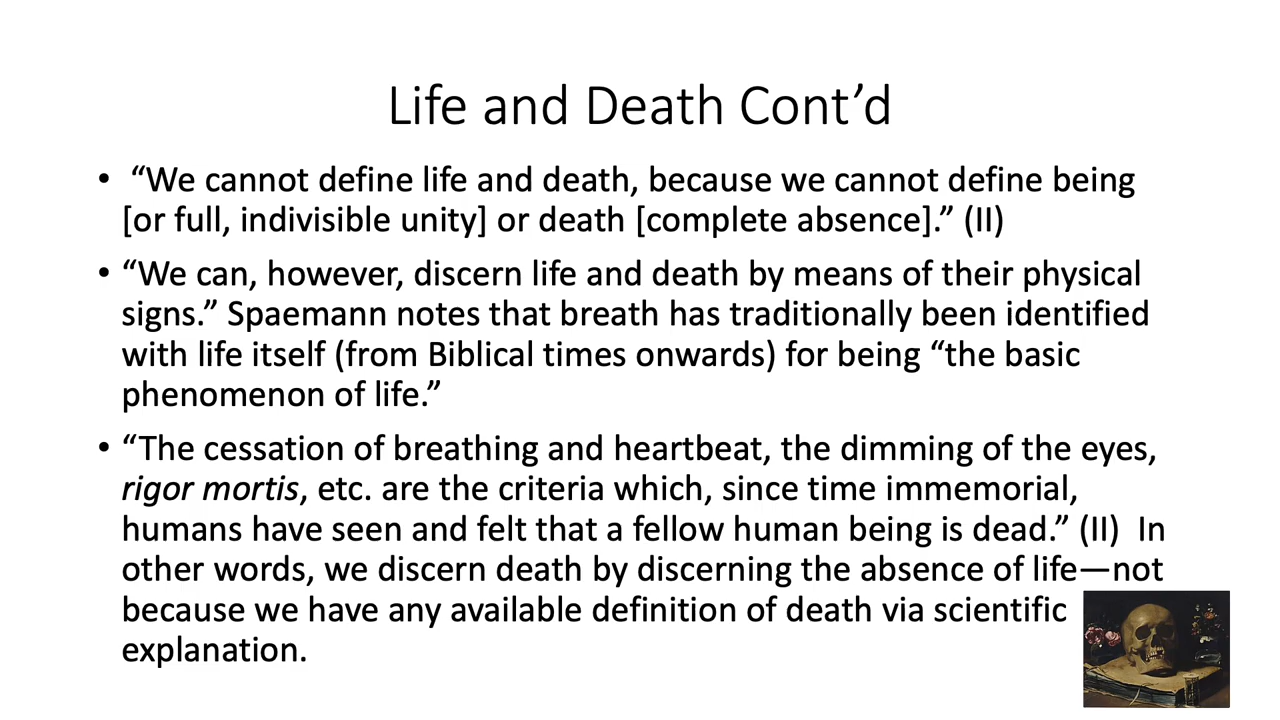 Life and Death Cont’d
• “We cannot define life and death, because we cannot define being
[or full, indivisible unity] or death [complete absence].” (II)
• “We can, however, discern life and death by means of their physical
signs.” Spaemann notes that breath has traditionally been identified
with life itself (from Biblical times onwards) for being “the basic
phenomenon of life.”
• “The cessation of breathing and heartbeat, the dimming of the eyes,
rigor mortis, etc. are the criteria which, since time immemorial,
humans have seen and felt that a fellow human being is dead.” (II)  In
other words, we discern death by discerning the absence of life—not
because we have any available definition of death via scientific
explanation.